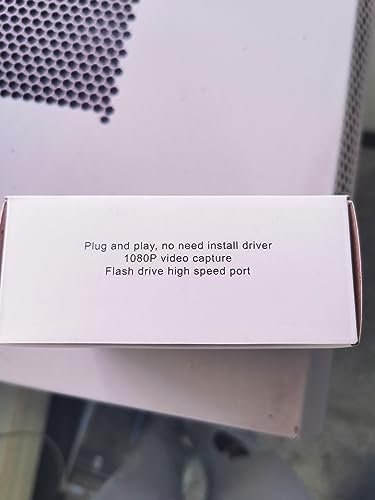 Plug and play, no need install driver
1080P video capture
Flash drive high speed port